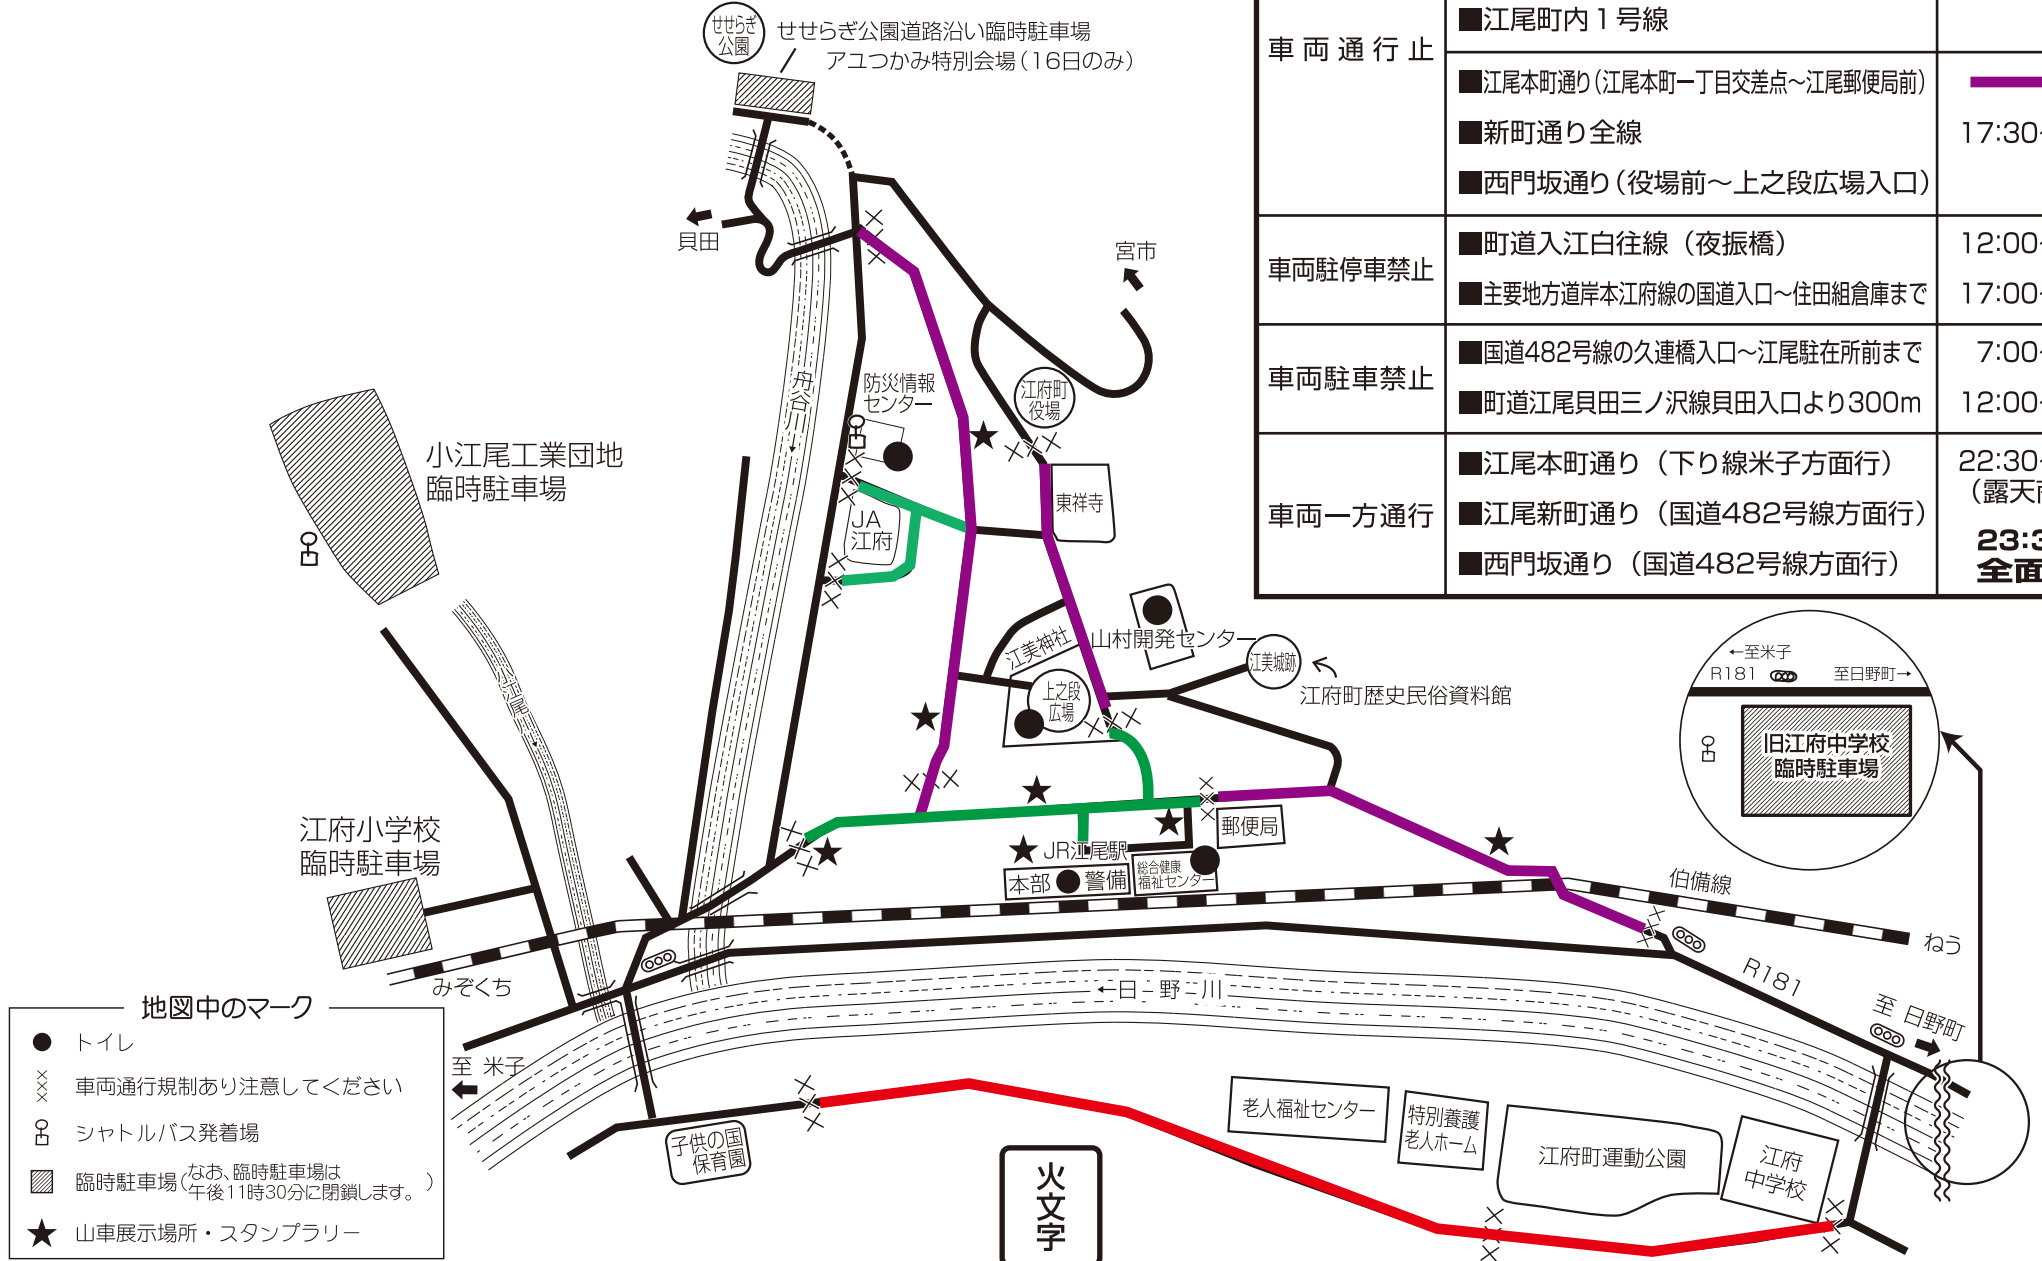 せせらぎ
公園
せせらぎ公園道路沿い臨時駐車場
アユつかみ特別会場(16日のみ)
車両通行止
■江尾町内1号線
■江尾本町通り(江尾本町一丁目交差点～江尾郵便局前)
■新町通り全線
17:30~
■西門坂通り(役場前～上之段広場入口)
車両駐停車禁止
■町道入江白往線(夜振橋)
12:00~
■主要地方道岸本江府線の国道入口～住田組倉庫まで
17:00~
車両駐車禁止
■国道482号線の久連橋入口～江尾駐在所前まで
7:00~
■町道江尾貝田三ノ沢線貝田入口より300m
12:00~
車両一方通行
■江尾本町通り(下り線米子方面行)
22:30~
(露天商
■江尾新町通り(国道482号線方面行)
23:3
■西門坂通り(国道482号線方面行)
全面
貝田
宮市
舟谷
防災情報
センター
江府町
役場
小江尾工業団地
臨時駐車場
JA
江府
東祥寺
山村開発センター
江美神社
江美城跡
上之段
広場
江府町歴史民俗資料館
小江尾
←至米子
R181
至日野町→
旧江府中学校
臨時駐車場
江府小学校
臨時駐車場
郵便局
JR江尾駅
本部
警備
総合健康
福祉センター
伯備線
ねう
みぞくち
R181
←日野川
至 日野町
至 米子
地図中のマーク
トイレ
車両通行規制あり注意してください
シャトルバス発着場
臨時駐車場(なお、臨時駐車場は
午後11時30分に閉鎖します。)
山車展示場所・スタンプラリー
子供の国
保育園
火文字
老人福祉センター
特別養護
老人ホーム
江府町運動公園
江府
中学校